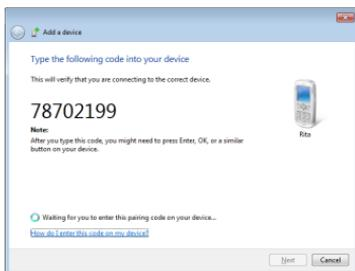 Add a device
Type the following code into your device
This will verify that you are connecting to the correct device.
78702199
Note:
After you type this code, you might need to press Enter, OK, or a similar
button on your device.
Rita
Waiting for you to enter this pairing code on your device...
How do I enter this code on my device?
Next Cancel